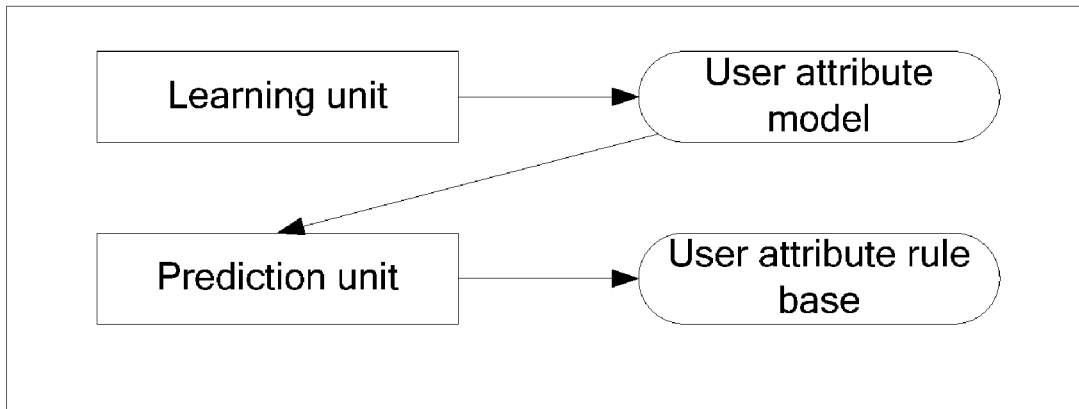 Learning unit
User attribute
model
Prediction unit
User attribute rule
base